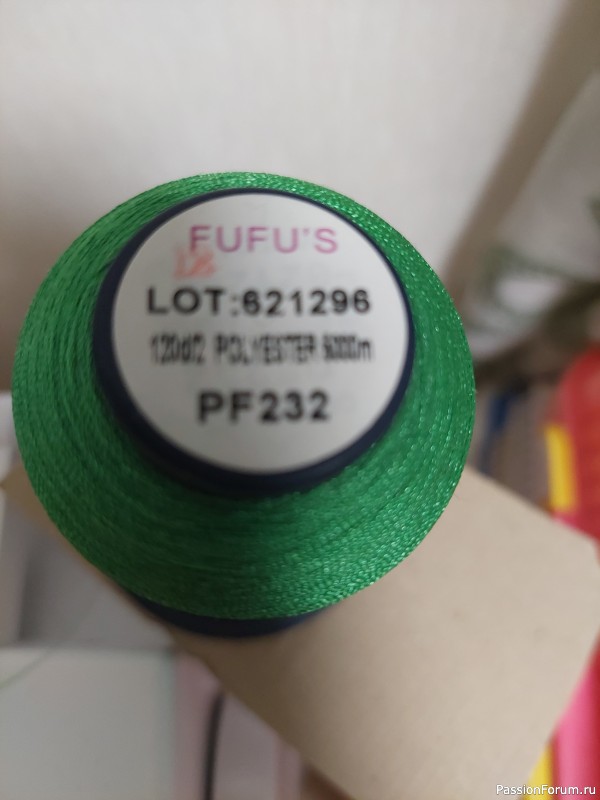 FUFU'S
LOT:621296
120d/2 POLYESTER 5000m
PF232
PassionForum.ru